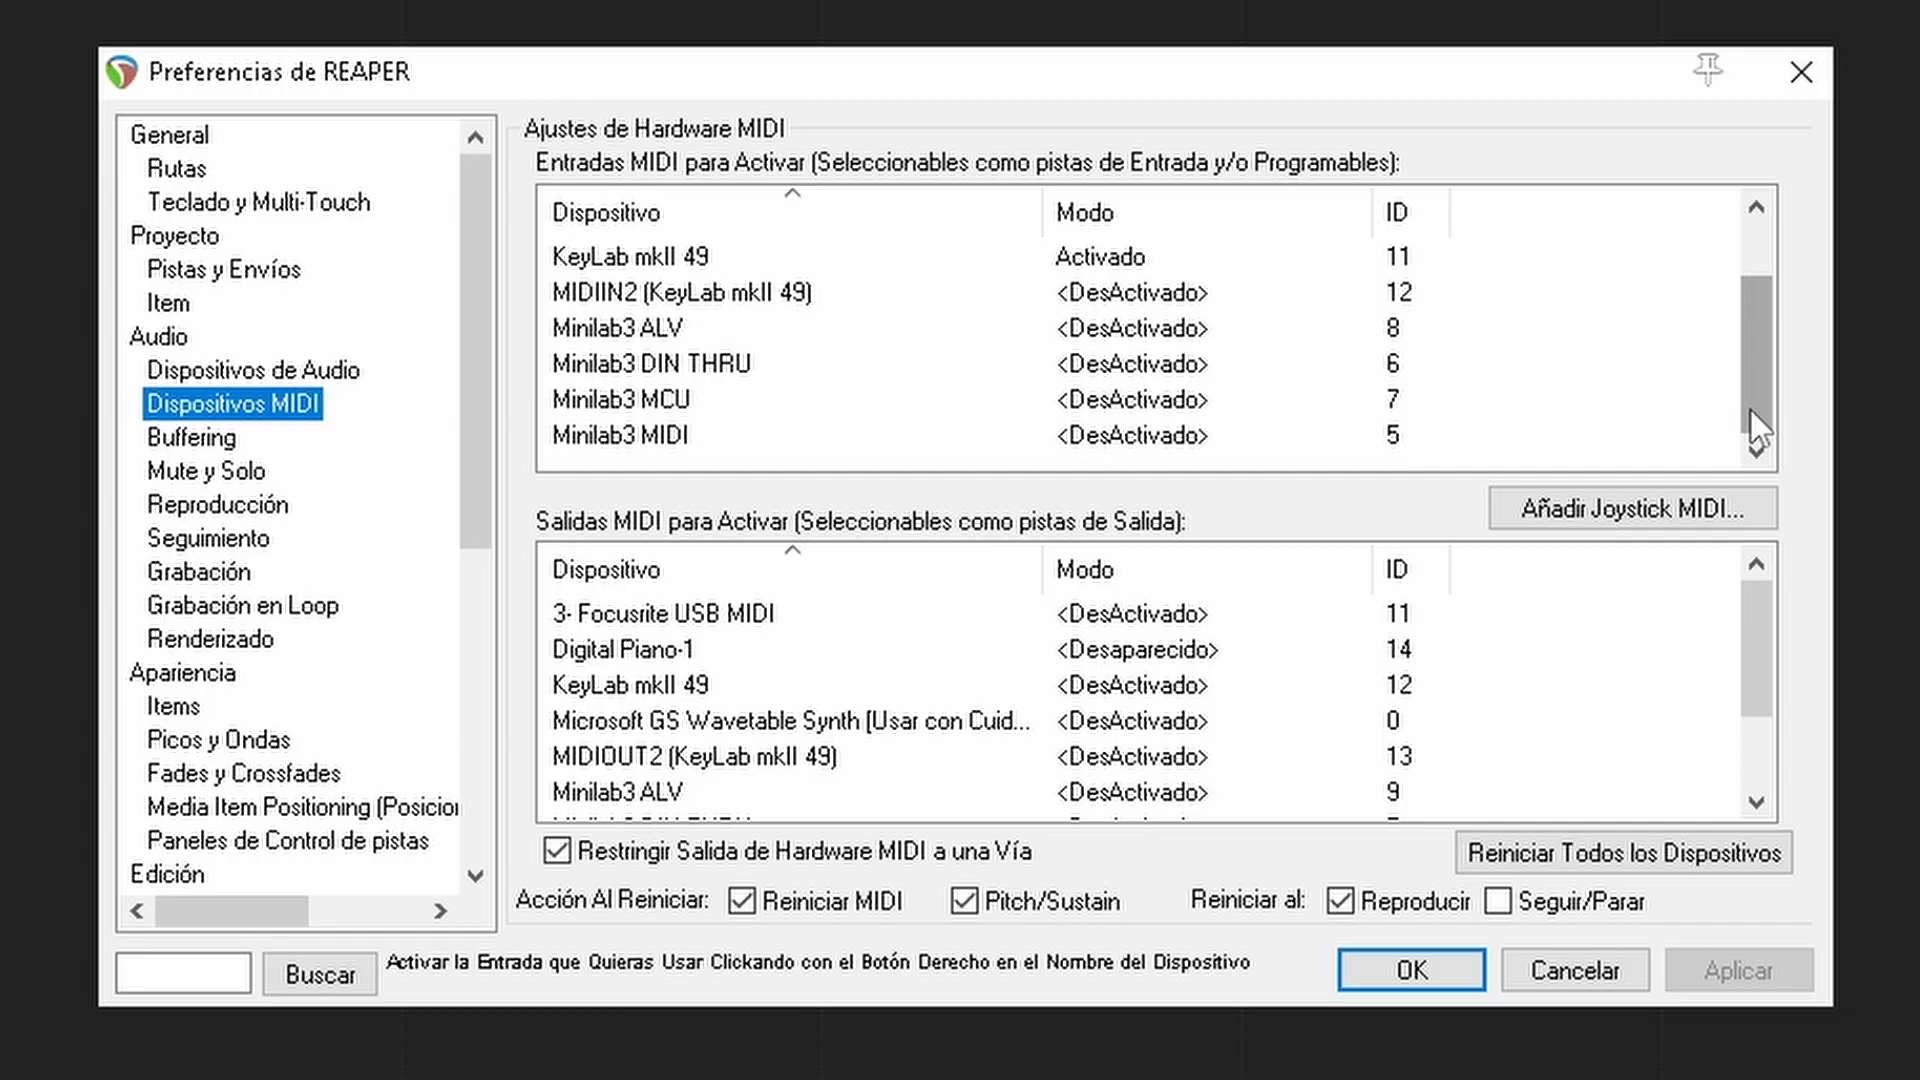 Preferencias de REAPER
General
Rutas
Teclado y Multi-Touch
Proyecto
Pistas y Envíos
Item
Audio
Dispositivos de Audio
Dispositivos MIDI
Buffering
Mute y Solo
Reproducción
Seguimiento
Grabación
Grabación en Loop
Renderizado
Apariencia
Items
Picos y Ondas
Fades y Crossfades
Media Item Positioning (Posicior
Paneles de Control de pistas
Edición
Ajustes de Hardware MIDI
Entradas MIDI para Activar (Seleccionables como pistas de Entrada y/o Programables):
Dispositivo Modo ID
KeyLab mkII 49 Activado 11
MIDIIN2 (KeyLab mkII 49) <DesActivado> 12
Minilab3 ALV <DesActivado> 8
Minilab3 DIN THRU <DesActivado> 6
Minilab3 MCU <DesActivado> 7
Minilab3 MIDI <DesActivado> 5
Añadir Joystick MIDI...
Salidas MIDI para Activar (Seleccionables como pistas de Salida):
Dispositivo Modo ID
3- Focusrite USB MIDI <DesActivado> 11
Digital Piano-1 <Desaparecido> 14
KeyLab mkII 49 <DesActivado> 12
Microsoft GS Wavetable Synth [Usar con Cuid... <DesActivado> 0
MIDIOUT2 (KeyLab mkII 49) <DesActivado> 13
Minilab3 ALV <DesActivado> 9
Restringir Salida de Hardware MIDI a una Vía
Reiniciar Todos los Dispositivos
Acción Al Reiniciar: Reiniciar MIDI Pitch/Sustain Reiniciar al: Reproducir Seguir/Parar
Buscar
Activar la Entrada que Quieras Usar Clickando con el Botón Derecho en el Nombre del Dispositivo
OK Cancelar Aplicar